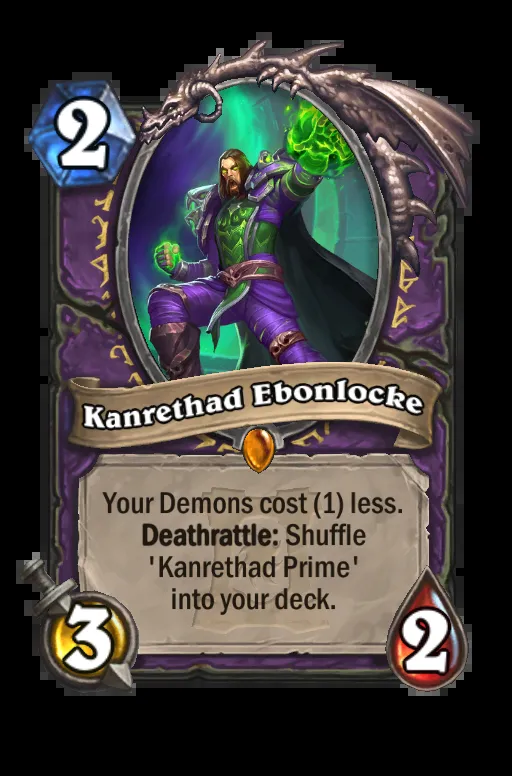 2
Kanrethad Ebonlocke
Your Demons cost (1) less.
Deathrattle: Shuffle
'Kanrethad Prime'
into your deck.
3
2